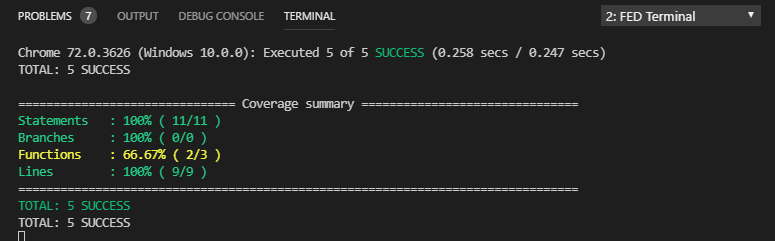 PROBLEMS 7 OUTPUT DEBUG CONSOLE TERMINAL 2: FED Terminal
Chrome 72.0.3626 (Windows 10.0.0): Executed 5 of 5 SUCCESS (0.258 secs / 0.247 secs)
TOTAL: 5 SUCCESS
=============================== Coverage summary ===============================
Statements   : 100% ( 11/11 )
Branches     : 100% ( 0/0 )
Functions    : 66.67% ( 2/3 )
Lines        : 100% ( 9/9 )
================================================================================
TOTAL: 5 SUCCESS
TOTAL: 5 SUCCESS